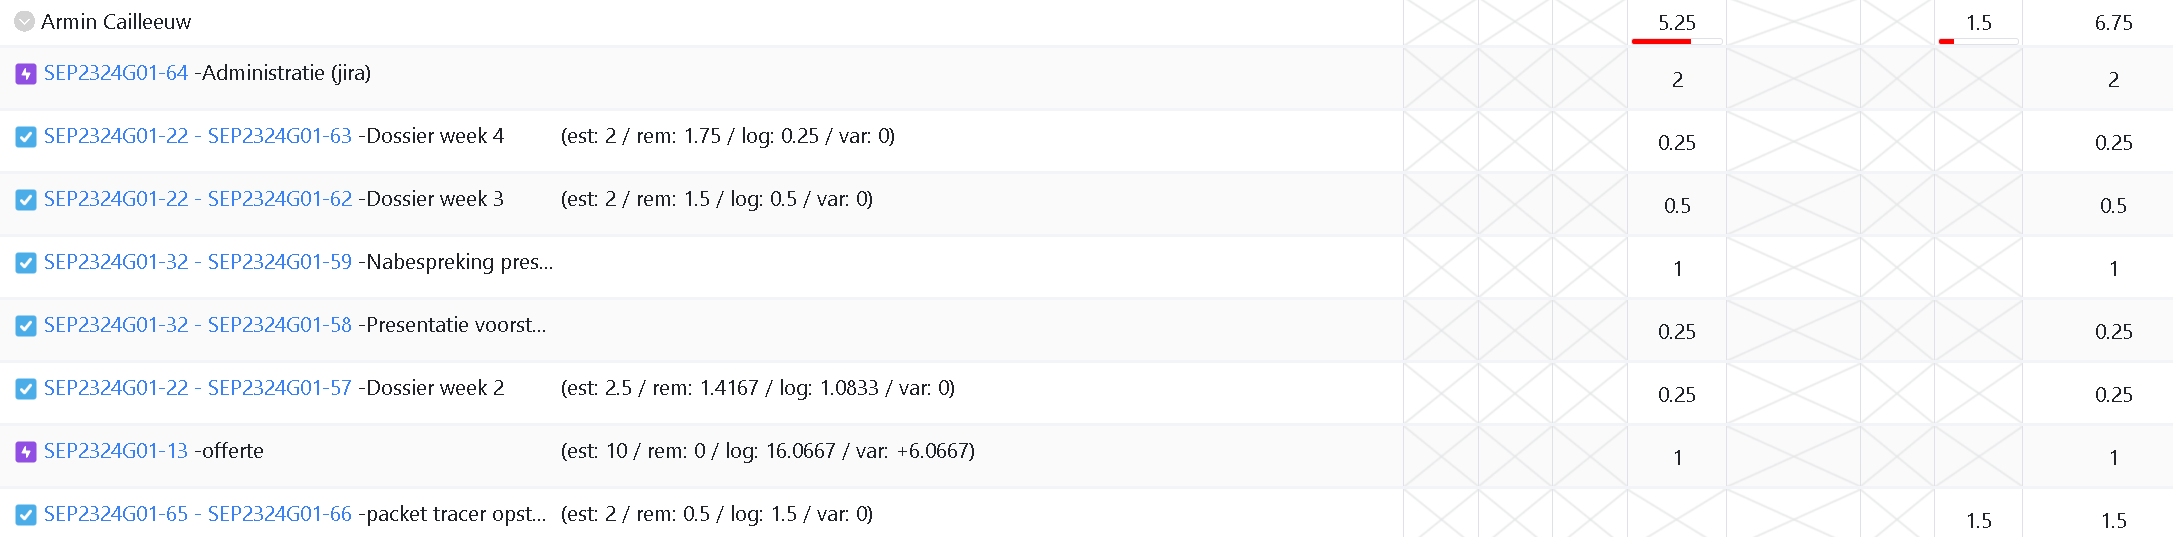 Armin Cailleeuw 5.25 1.5 6.75
SEP2324G01-64 -Administratie (jira) 2 2
SEP2324G01-22 - SEP2324G01-63 -Dossier week 4 (est: 2 / rem: 1.75 / log: 0.25 / var: 0) 0.25 0.25
SEP2324G01-22 - SEP2324G01-62 -Dossier week 3 (est: 2 / rem: 1.5 / log: 0.5 / var: 0) 0.5 0.5
SEP2324G01-32 - SEP2324G01-59 -Nabespreking pres... 1 1
SEP2324G01-32 - SEP2324G01-58 -Presentatie voorst... 0.25 0.25
SEP2324G01-22 - SEP2324G01-57 -Dossier week 2 (est: 2.5 / rem: 1.4167 / log: 1.0833 / var: 0) 0.25 0.25
SEP2324G01-13 -offerte (est: 10 / rem: 0 / log: 16.0667 / var: +6.0667) 1 1
SEP2324G01-65 - SEP2324G01-66 -packet tracer opst... (est: 2 / rem: 0.5 / log: 1.5 / var: 0) 1.5 1.5